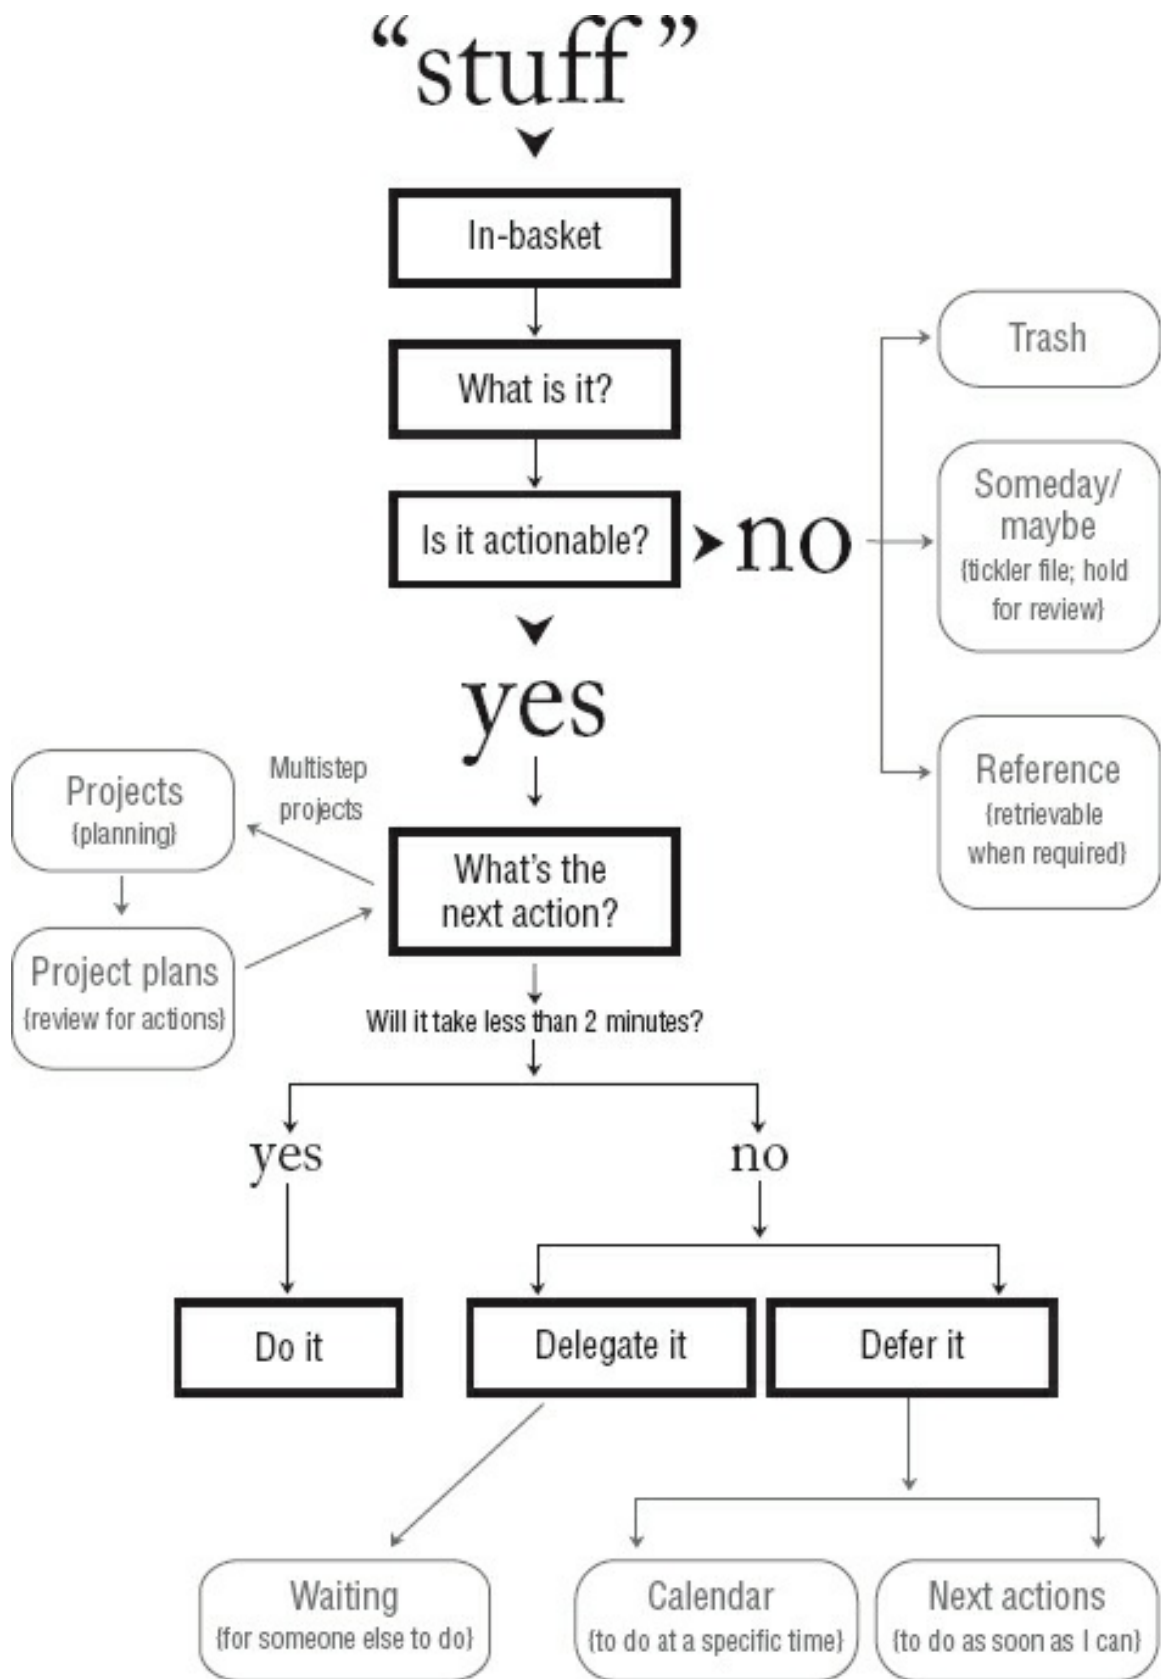 “stuff”
In-basket
What is it?
Is it actionable?
no
Trash
Someday/
maybe
{tickler file; hold
for review}
Reference
{retrievable
when required}
yes
Multistep
projects
Projects
{planning}
Project plans
{review for actions}
What's the
next action?
Will it take less than 2 minutes?
yes
no
Do it
Delegate it
Defer it
Waiting
{for someone else to do}
Calendar
{to do at a specific time}
Next actions
{to do as soon as I can}